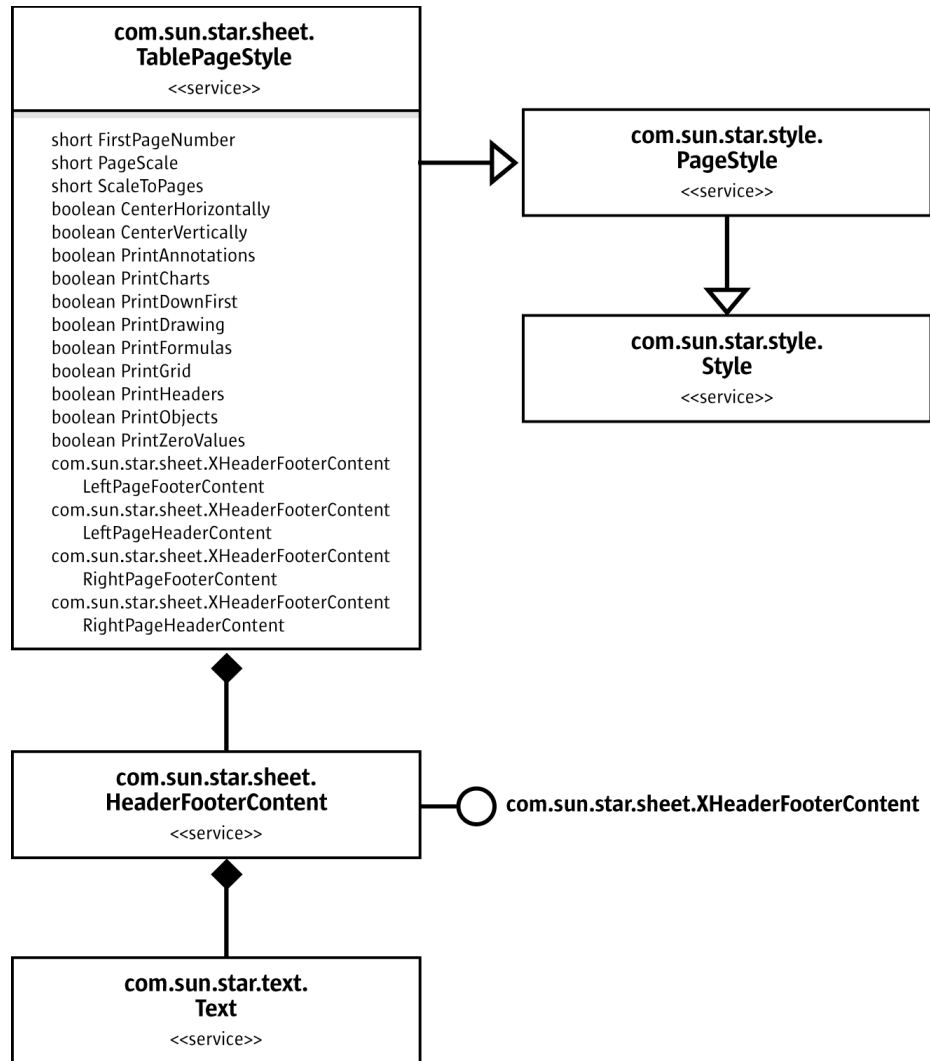 com.sun.star.sheet.
TablePageStyle
<<service>>
short FirstPageNumber
short PageScale
short ScaleToPages
boolean CenterHorizontally
boolean CenterVertically
boolean PrintAnnotations
boolean PrintCharts
boolean PrintDownFirst
boolean PrintDrawing
boolean PrintFormulas
boolean PrintGrid
boolean PrintHeaders
boolean PrintObjects
boolean PrintZeroValues
com.sun.star.sheet.XHeaderFooterContent
LeftPageFooterContent
com.sun.star.sheet.XHeaderFooterContent
LeftPageHeaderContent
com.sun.star.sheet.XHeaderFooterContent
RightPageFooterContent
com.sun.star.sheet.XHeaderFooterContent
RightPageHeaderContent
com.sun.star.style.
PageStyle
<<service>>
com.sun.star.style.
Style
<<service>>
com.sun.star.sheet.
HeaderFooterContent
<<service>>
com.sun.star.sheet.XHeaderFooterContent
com.sun.star.text.
Text
<<service>>